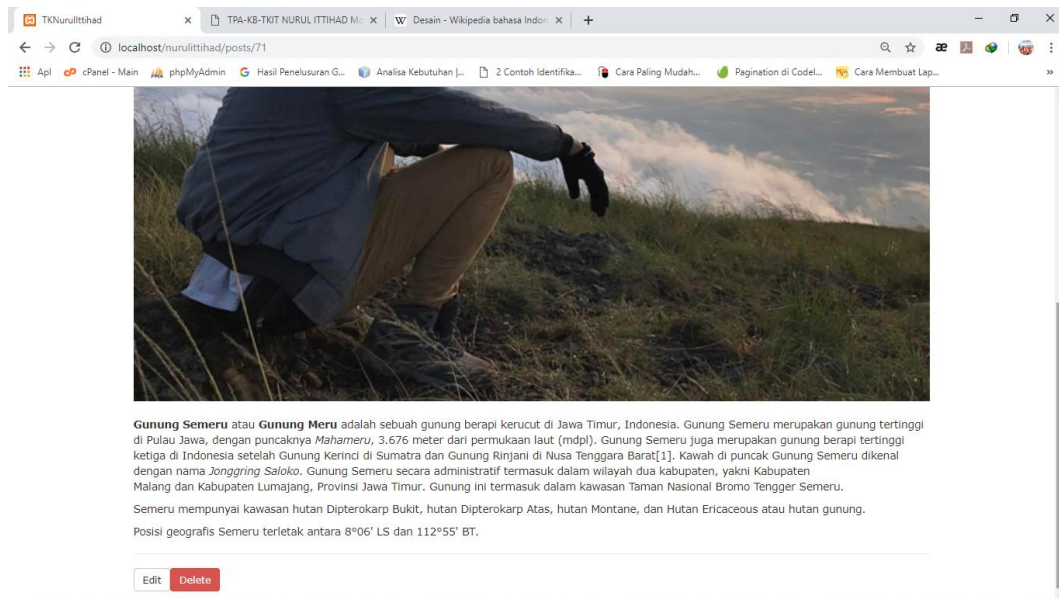 TKNurulIttihad
TPA-KB-TKIT NURUL ITTIHAD Mo
W Desain - Wikipedia bahasa Indon
localhost/nurulittihad/posts/71
Apl
cP cPanel - Main
phpMyAdmin
G Hasil Penelusuran G...
Analisa Kebutuhan |...
2 Contoh Identifika...
Cara Paling Mudah...
Pagination di CodeI...
Cara Membuat Lap...
Gunung Semeru atau Gunung Meru adalah sebuah gunung berapi kerucut di Jawa Timur, Indonesia. Gunung Semeru merupakan gunung tertinggi
di Pulau Jawa, dengan puncaknya Mahameru, 3.676 meter dari permukaan laut (mdpl). Gunung Semeru juga merupakan gunung berapi tertinggi
ketiga di Indonesia setelah Gunung Kerinci di Sumatra dan Gunung Rinjani di Nusa Tenggara Barat[1]. Kawah di puncak Gunung Semeru dikenal
dengan nama Jonggring Saloko. Gunung Semeru secara administratif termasuk dalam wilayah dua kabupaten, yakni Kabupaten
Malang dan Kabupaten Lumajang, Provinsi Jawa Timur. Gunung ini termasuk dalam kawasan Taman Nasional Bromo Tengger Semeru.
Semeru mempunyai kawasan hutan Dipterokarp Bukit, hutan Dipterokarp Atas, hutan Montane, dan Hutan Ericaceous atau hutan gunung.
Posisi geografis Semeru terletak antara 8°06' LS dan 112°55' BT.
Edit
Delete